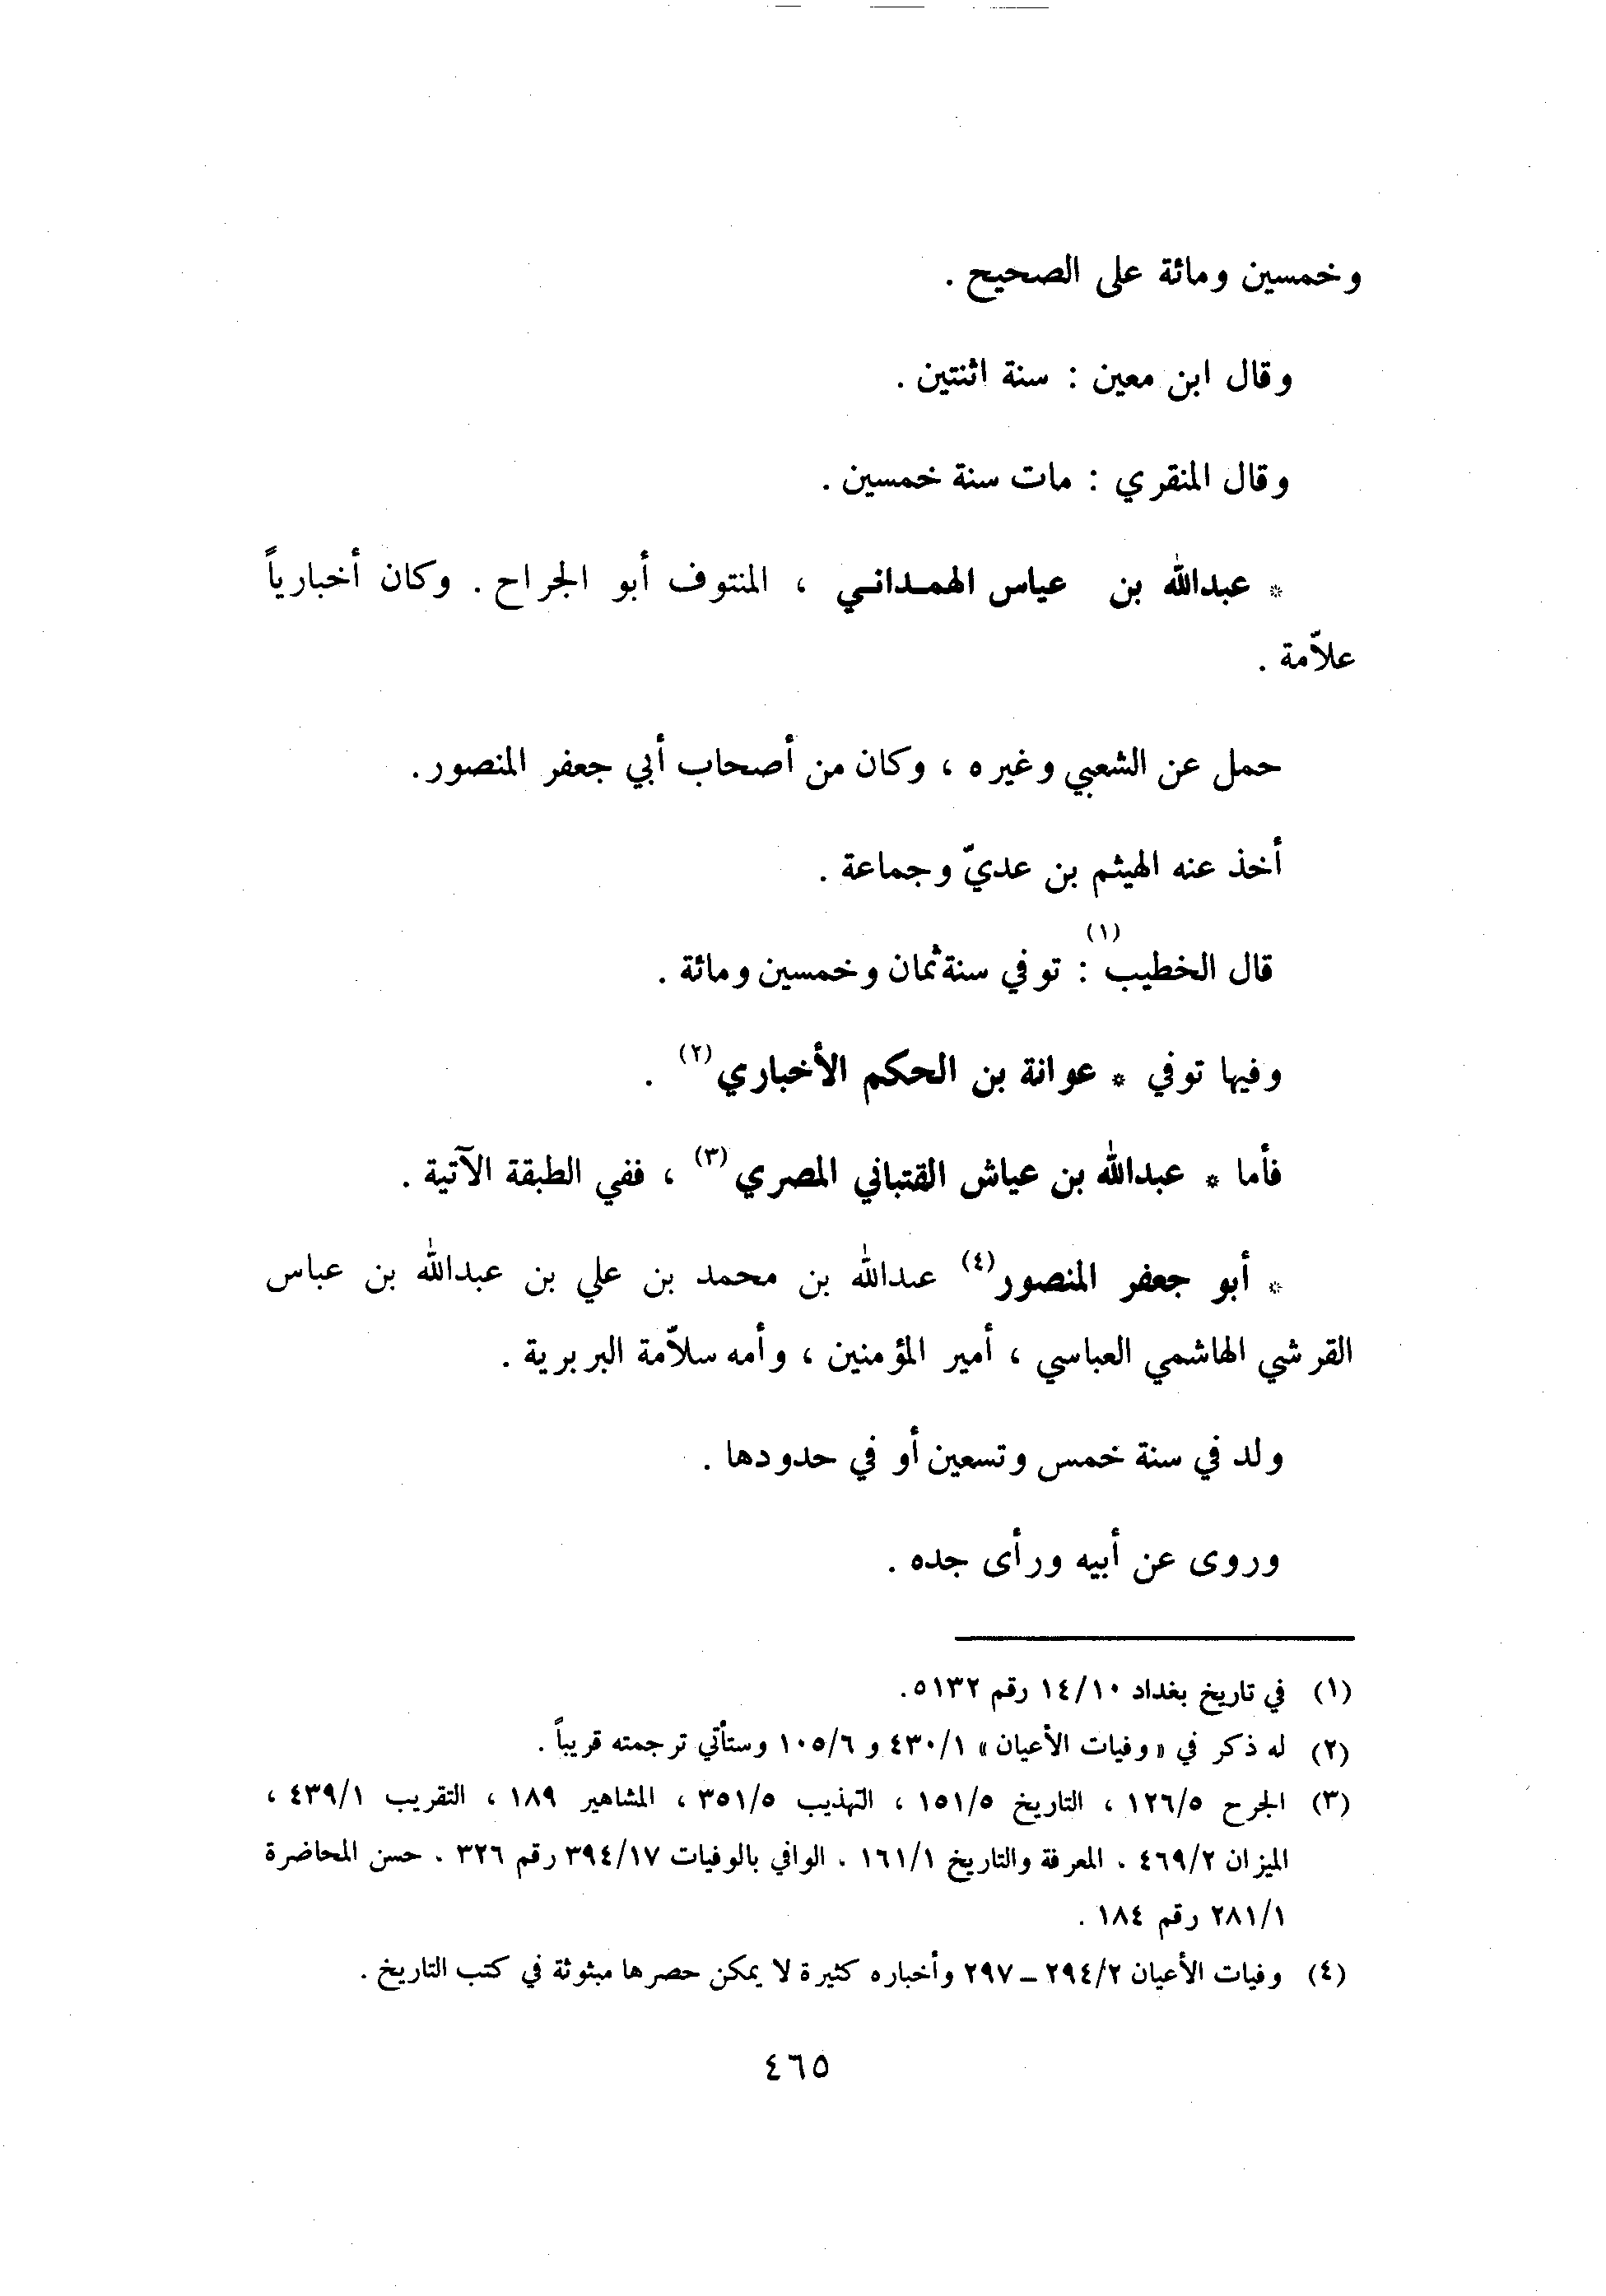 وخمسين ومائة على الصحيح .
وقال ابن معين : سنة اثنتين .
وقال المنقري : مات سنة خمسين .
* عبدالله بن عياس الهمداني ، المنتوف أبو الجراح . وكان أخبارياً
علاّمة .
حمل عن الشعبي وغيره ، وكان من أصحاب أبي جعفر المنصور .
أخذ عنه الهيثم بن عديّ وجماعة .
قال الخطيب (١) : توفي سنة ثمان وخمسين ومائة .
وفيها توفي * عوانة بن الحكم الأخباري (٢) .
فأما * عبدالله بن عياش القتباني المصري (٣) ، ففي الطبقة الآتية .
* أبو جعفر المنصور (٤) عبدالله بن محمد بن علي بن عبدالله بن عباس
القرشي الهاشمي العباسي ، أمير المؤمنين ، وأمه سلاّمة البربرية .
ولد في سنة خمس وتسعين أو في حدودها .
وروى عن أبيه ورأى جده .
(١) في تاريخ بغداد ١٤/١٠ رقم ٥١٣٢.
(٢) له ذكر في « وفيات الأعيان » ٤٣٠/١ و ١٠٥/٦ وستأتي ترجمته قريباً .
(٣) الجرح ١٢٦/٥ ، التاريخ ١٥١/٥ ، التهذيب ٣٥١/٥ ، المشاهير ١٨٩ ، التقريب ٤٣٩/١ ،
الميزان ٤٦٩/٢ . المعرفة والتاريخ ١٦١/١ . الوافي بالوفيات ٣٩٤/١٧ رقم ٣٢٦ . حسن المحاضرة
٢٨١/١ رقم ١٨٤ .
(٤) وفيات الأعيان ٢٩٤/٢ - ٢٩٧ وأخباره كثيرة لا يمكن حصرها مبثوثة في كتب التاريخ .
٤٦٥